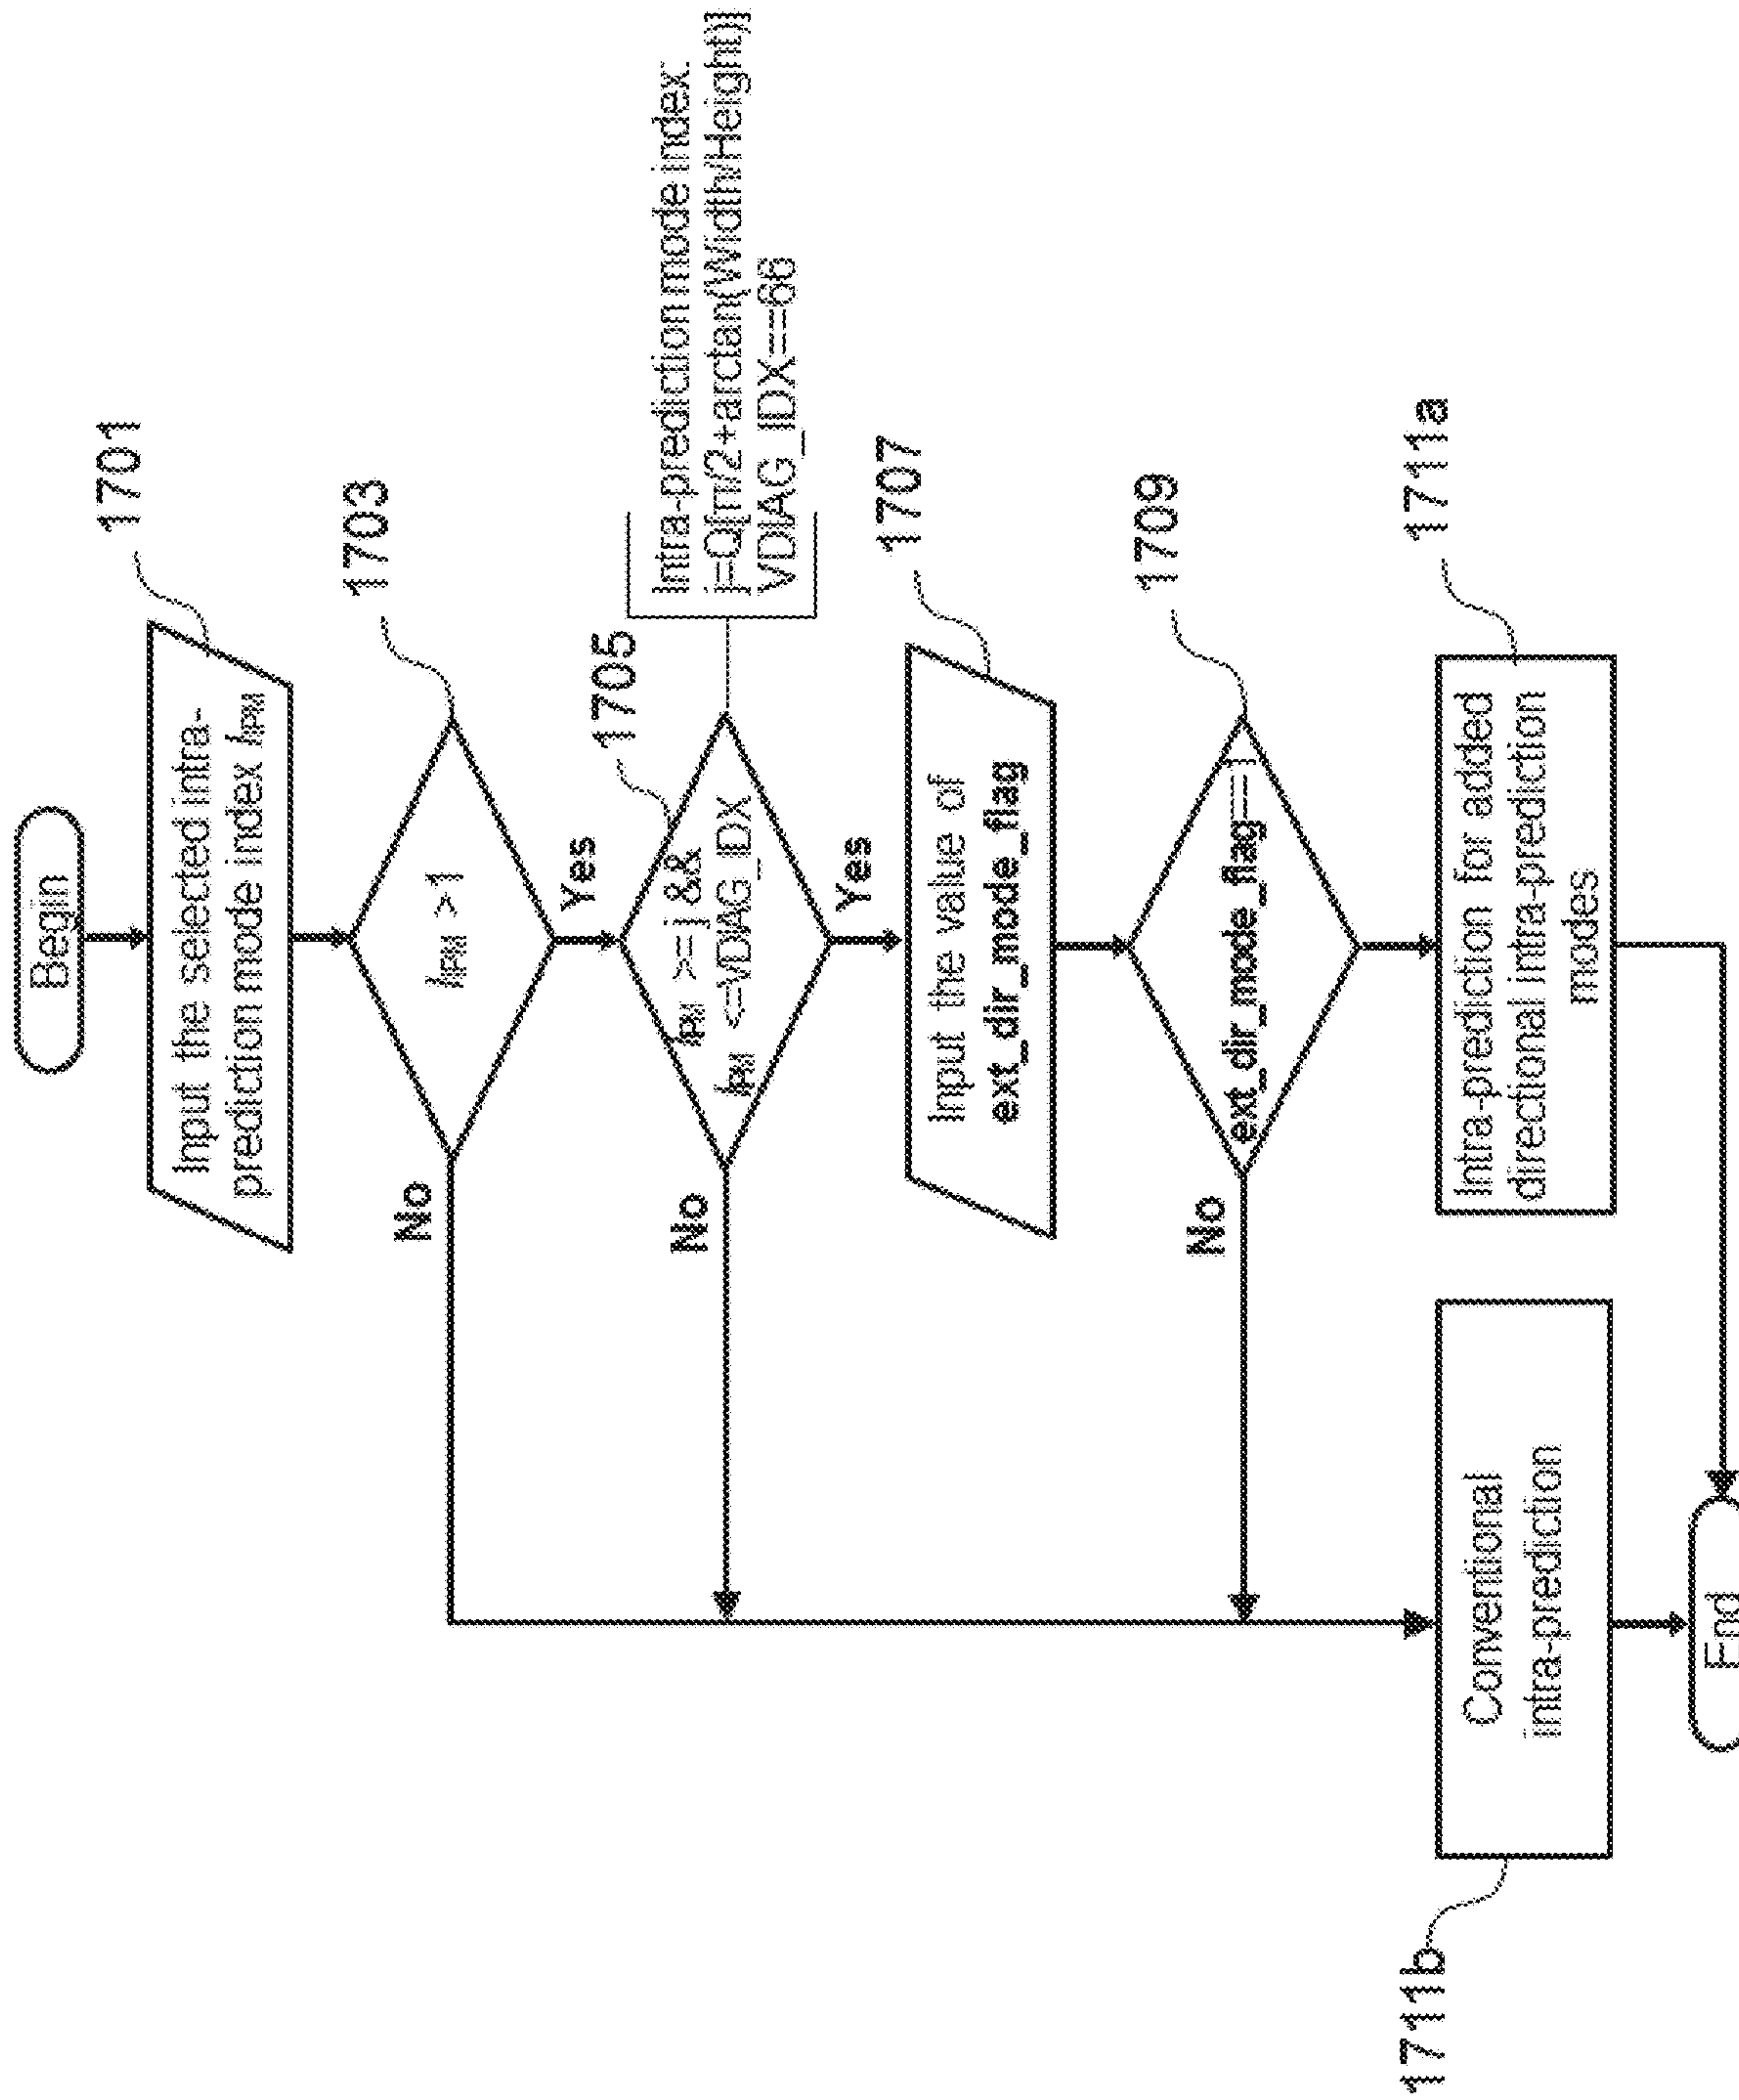 Begin
1701
Input the selected intra-
prediction mode index I_IPM
1703
I_IPM >1
No
Yes
1705
I_IPM >=j &&
I_IPM <=VDIAG_IDX
Intra-prediction mode index:
j=Q[π/2+arctan(Width/Height)]
VDIAG_IDX==66
No
Yes
1707
Input the value of
ext_dir_mode_flag
1709
ext_dir_mode_flag==1
No
1711a
Intra-prediction for added
directional intra-prediction
modes
1711b
Conventional
intra-prediction
End